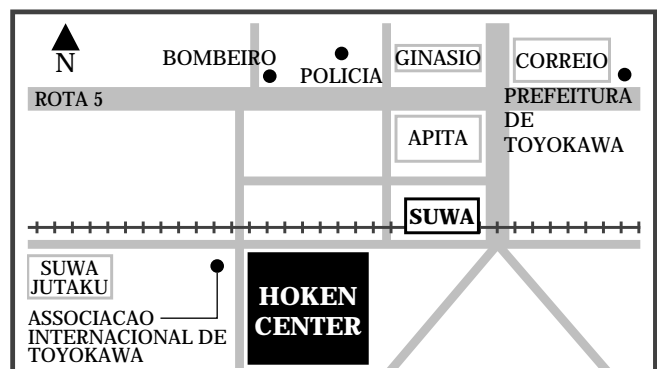 N
BOMBEIRO
POLICIA
GINASIO
CORREIO
ROTA 5
PREFEITURA
DE
TOYOKAWA
APITA
SUWA
SUWA
JUTAKU
HOKEN
CENTER
ASSOCIACAO
INTERNACIONAL DE
TOYOKAWA